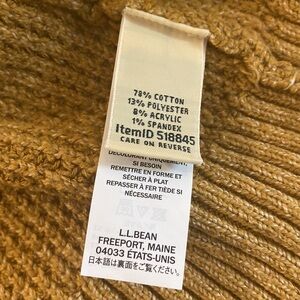 78% COTTON
13% POLYESTER
8% ACRYLIC
1% SPANDEX
ItemID 518845
CARE ON REVERSE
DÉCOLORANT UNIQUEMENT,
SI BESOIN
REMETTRE EN FORME ET
SÉCHER À PLAT
REPASSER À FER TIÈDE SI
NÉCESSAIRE
L.L.BEAN
FREEPORT, MAINE
04033 ÉTATS-UNIS
日本語は裏面をご覧ください。